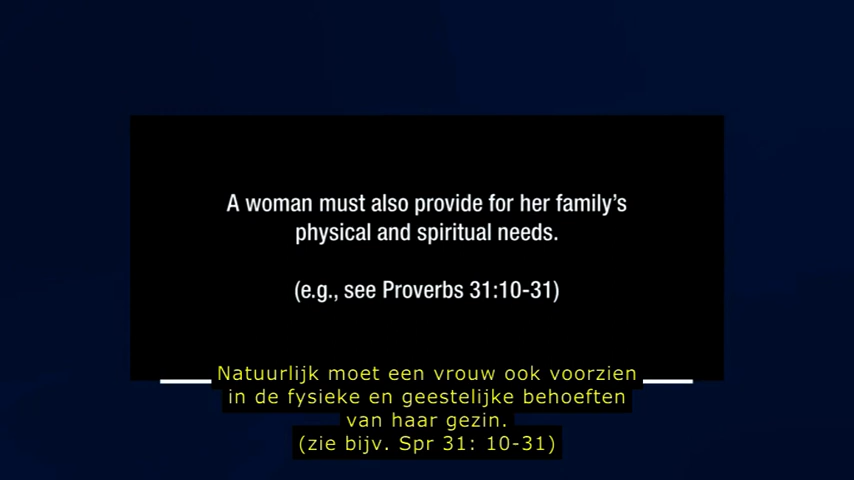 A woman must also provide for her family's
physical and spiritual needs.
(e.g., see Proverbs 31:10-31)
Natuurlijk moet een vrouw ook voorzien
in de fysieke en geestelijke behoeften
van haar gezin.
(zie bijv. Spr 31: 10-31)